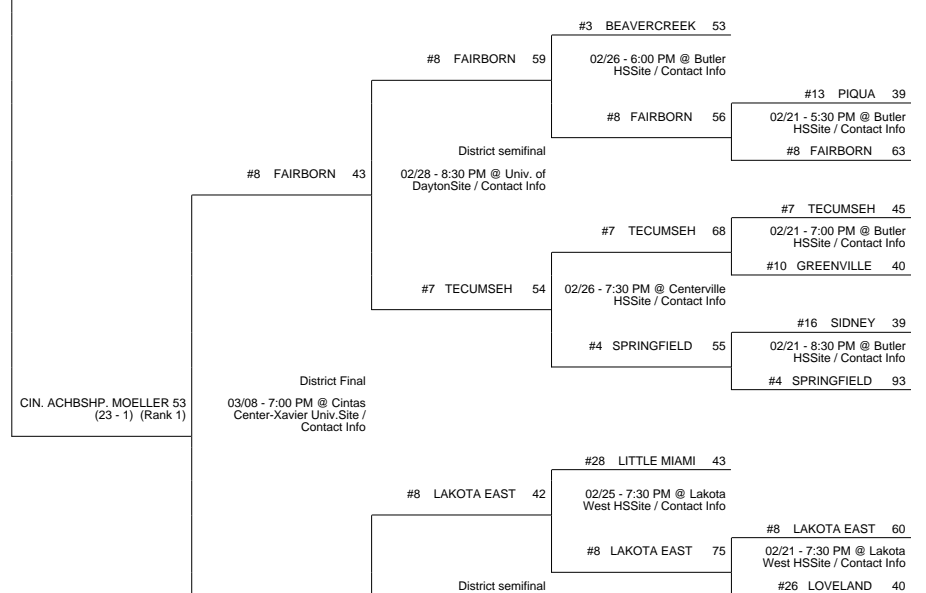 #3 BEAVERCREEK 53
#8 FAIRBORN 59
02/26 - 6:00 PM @ Butler
HSSite / Contact Info
#13 PIQUA 39
#8 FAIRBORN 56
02/21 - 5:30 PM @ Butler
HSSite / Contact Info
#8 FAIRBORN 63
District semifinal
#8 FAIRBORN 43
02/28 - 8:30 PM @ Univ. of
DaytonSite / Contact Info
#7 TECUMSEH 45
#7 TECUMSEH 68
02/21 - 7:00 PM @ Butler
HSSite / Contact Info
#10 GREENVILLE 40
#7 TECUMSEH 54
02/26 - 7:30 PM @ Centerville
HSSite / Contact Info
#16 SIDNEY 39
#4 SPRINGFIELD 55
02/21 - 8:30 PM @ Butler
HSSite / Contact Info
#4 SPRINGFIELD 93
District Final
CIN. ACHBSHP. MOELLER 53
(23 - 1) (Rank 1)
03/08 - 7:00 PM @ Cintas
Center-Xavier Univ.Site /
Contact Info
#28 LITTLE MIAMI 43
#8 LAKOTA EAST 42
02/25 - 7:30 PM @ Lakota
West HSSite / Contact Info
#8 LAKOTA EAST 60
#8 LAKOTA EAST 75
02/21 - 7:30 PM @ Lakota
West HSSite / Contact Info
District semifinal
#26 LOVELAND 40